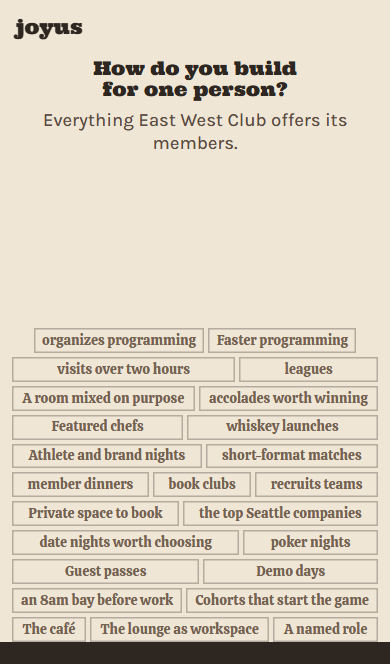 joyus
How do you build
for one person?
Everything East West Club offers its
members.
organizes programming Faster programming
visits over two hours leagues
A room mixed on purpose accolades worth winning
Featured chefs whiskey launches
Athlete and brand nights short-format matches
member dinners book clubs recruits teams
Private space to book the top Seattle companies
date nights worth choosing poker nights
Guest passes Demo days
an 8am bay before work Cohorts that start the game
The café The lounge as workspace A named role